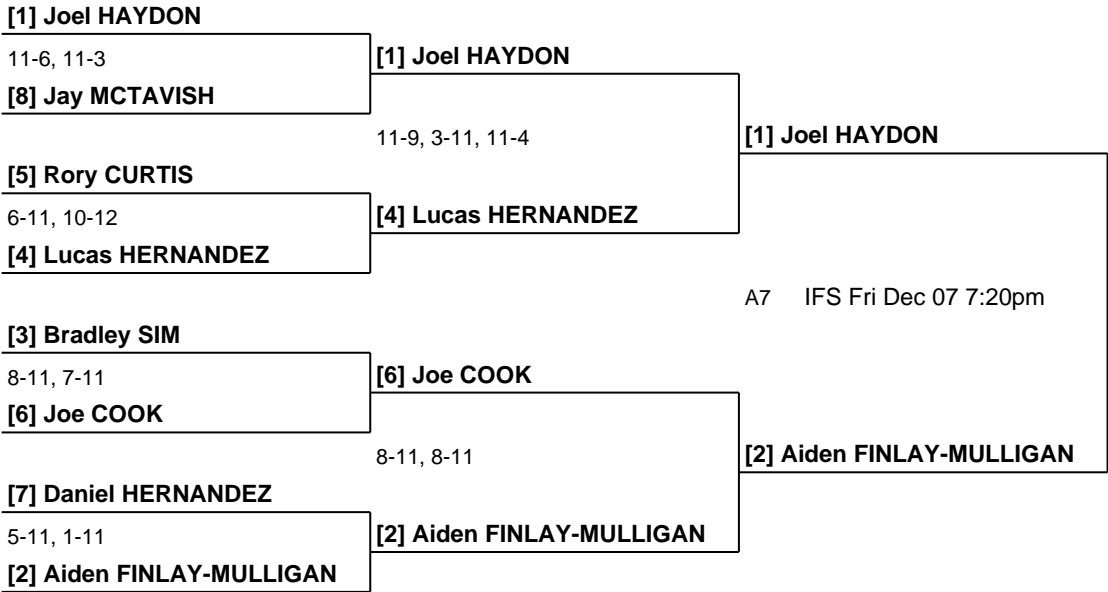 [1] Joel HAYDON
11-6, 11-3
[1] Joel HAYDON
[8] Jay MCTAVISH
11-9, 3-11, 11-4
[1] Joel HAYDON
[5] Rory CURTIS
6-11, 10-12
[4] Lucas HERNANDEZ
[4] Lucas HERNANDEZ
A7 IFS Fri Dec 07 7:20pm
[3] Bradley SIM
8-11, 7-11
[6] Joe COOK
[6] Joe COOK
8-11, 8-11
[2] Aiden FINLAY-MULLIGAN
[7] Daniel HERNANDEZ
5-11, 1-11
[2] Aiden FINLAY-MULLIGAN
[2] Aiden FINLAY-MULLIGAN